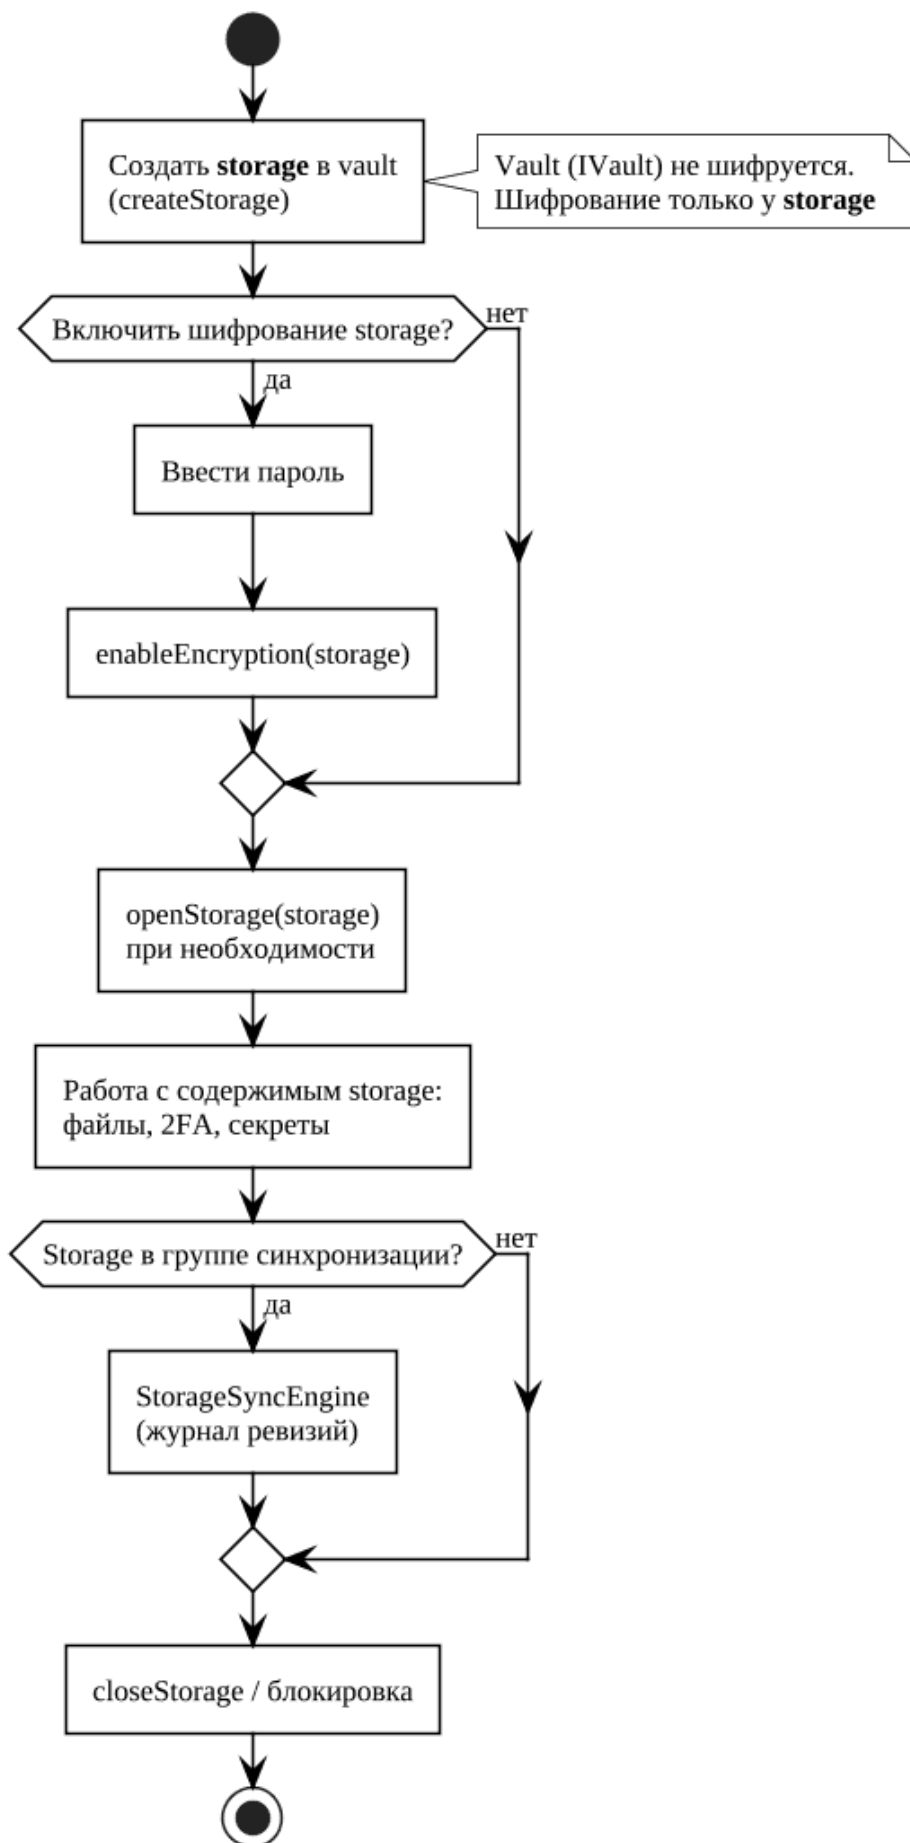 Создать storage в vault
(createStorage)
Vault (IVault) не шифруется.
Шифрование только у storage
Включить шифрование storage?
нет
да
Ввести пароль
enableEncryption(storage)
openStorage(storage)
при необходимости
Работа с содержимым storage:
файлы, 2FA, секреты
Storage в группе синхронизации?
нет
да
StorageSyncEngine
(журнал ревизий)
closeStorage / блокировка